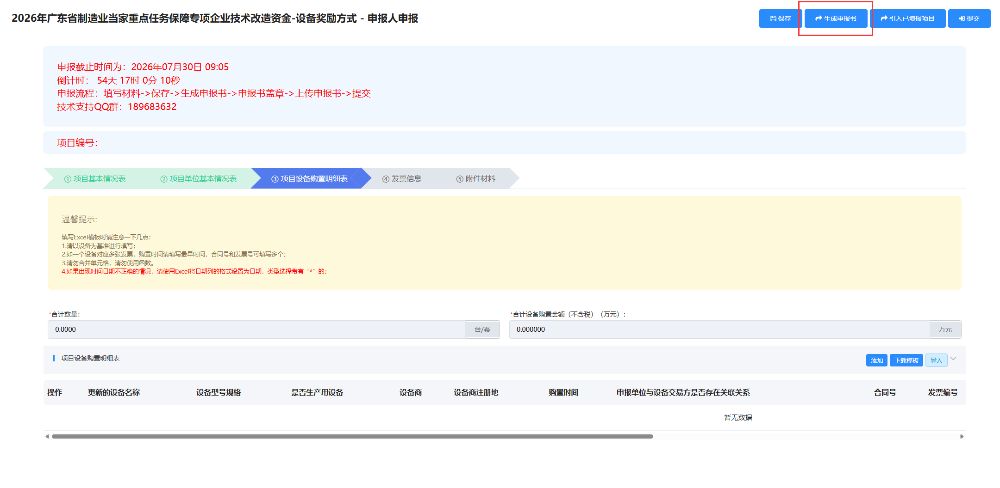 2026年广东省制造业当家重点任务保障专项企业技术改造资金-设备奖励方式 - 申报人申报
保存
生成申报书
引入已填报项目
提交
申报截止时间为：2026年07月30日 09:05
倒计时： 54天 17时 0分 10秒
申报流程：填写材料->保存->生成申报书->申报书盖章->上传申报书->提交
技术支持QQ群：189683632
项目编号：
① 项目基本情况表
② 项目单位基本情况表
③ 项目设备购置明细表
④ 发票信息
⑤ 附件材料
温馨提示:
填写Excel模板时请注意一下几点：
1.请以设备为基准进行填写；
2.如一个设备对应多张发票，购置时间请填写最早时间，合同号和发票号可填写多个；
3.请勿合并单元格，请勿使用函数。
4.如果出现时间日期不正确的情况，请使用Excel将日期列的格式设置为日期，类型选择带有“*”的；
*合计数量：
0.0000
台/套
*合计设备购置金额（不含税）（万元）：
0.000000
万元
项目设备购置明细表
添加
下载模板
导入
操作
更新的设备名称
设备型号规格
是否生产用设备
设备商
设备商注册地
购置时间
申报单位与设备交易方是否存在关联关系
合同号
发票编号
暂无数据